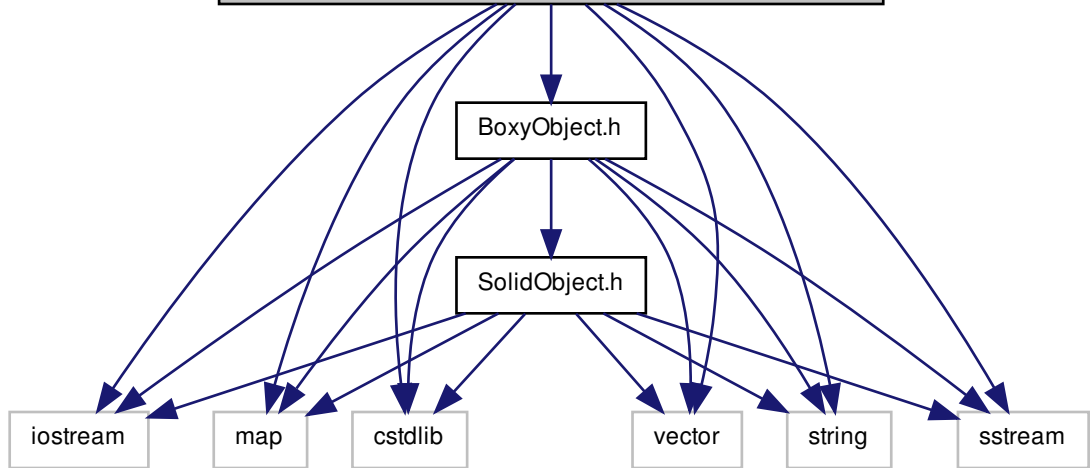 BoxyObject.h
SolidObject.h
iostream
map
cstdlib
vector
string
sstream